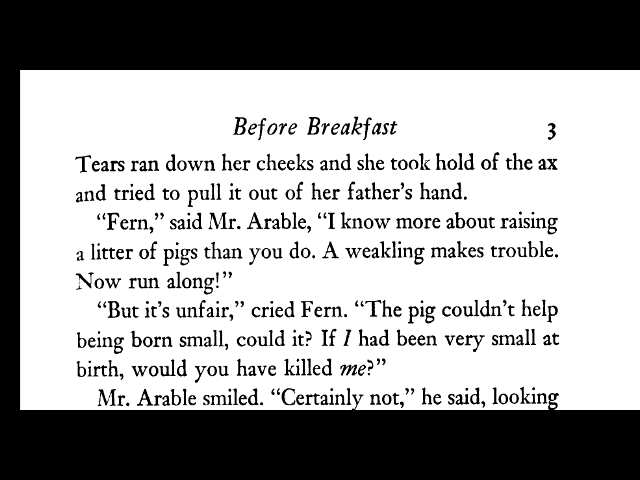 Before Breakfast 3
Tears ran down her cheeks and she took hold of the ax
and tried to pull it out of her father's hand.
"Fern," said Mr. Arable, "I know more about raising
a litter of pigs than you do. A weakling makes trouble.
Now run along!"
"But it's unfair," cried Fern. "The pig couldn't help
being born small, could it? If I had been very small at
birth, would you have killed me?"
Mr. Arable smiled. "Certainly not," he said, looking